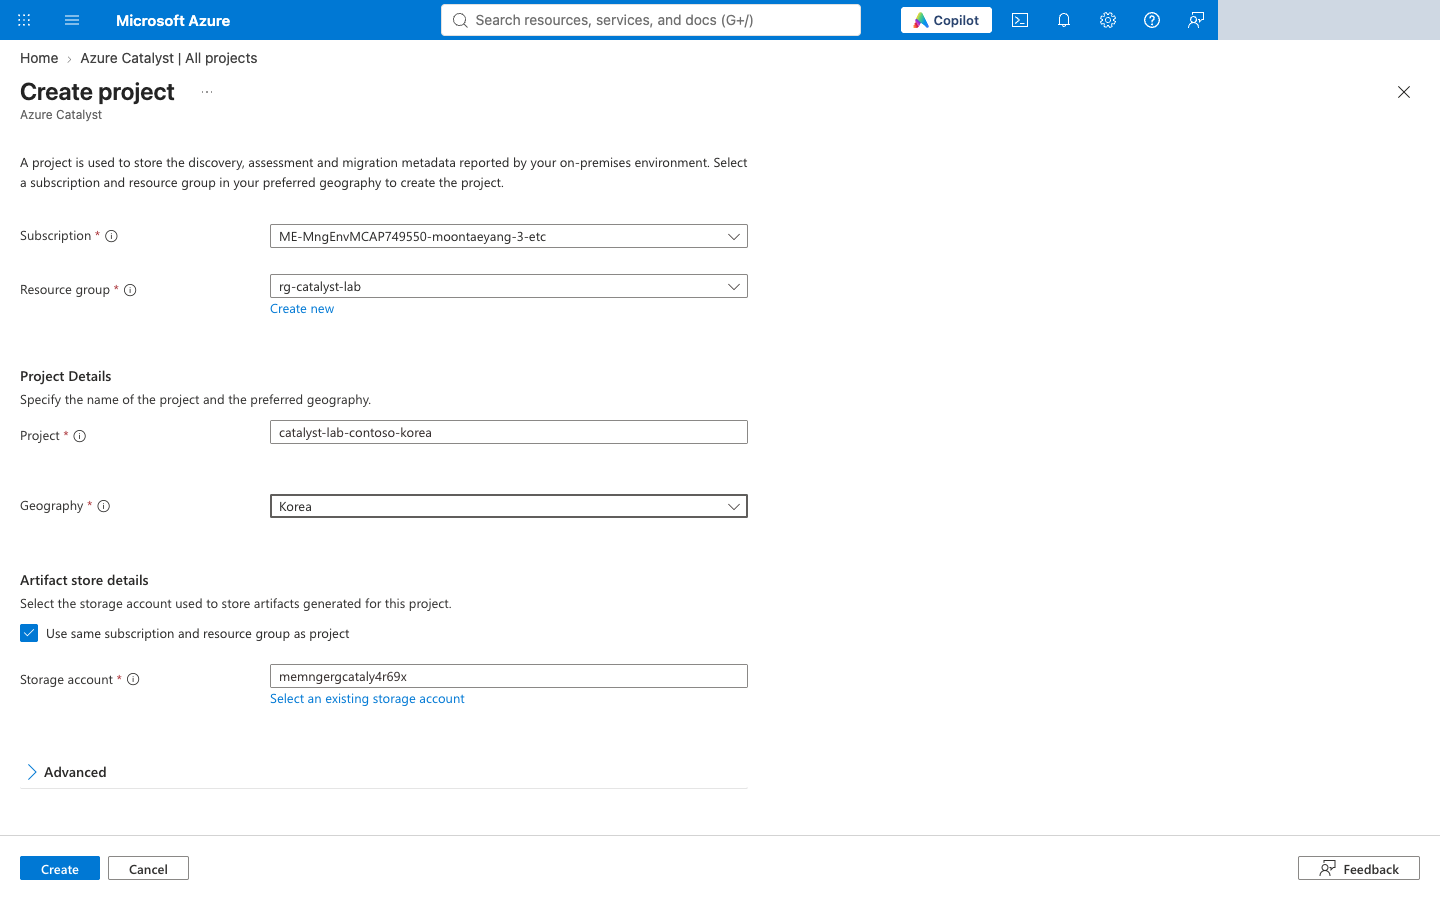 Microsoft Azure
Search resources, services, and docs (G+/)
Copilot
Home > Azure Catalyst | All projects
Create project ...
Azure Catalyst
A project is used to store the discovery, assessment and migration metadata reported by your on-premises environment. Select
a subscription and resource group in your preferred geography to create the project.
Subscription *
ME-MngEnvMCAP749550-moontaeyang-3-etc
Resource group *
rg-catalyst-lab
Create new
Project Details
Specify the name of the project and the preferred geography.
Project *
catalyst-lab-contoso-korea
Geography *
Korea
Artifact store details
Select the storage account used to store artifacts generated for this project.
Use same subscription and resource group as project
Storage account *
memngergcataly4r69x
Select an existing storage account
Advanced
Create
Cancel
Feedback